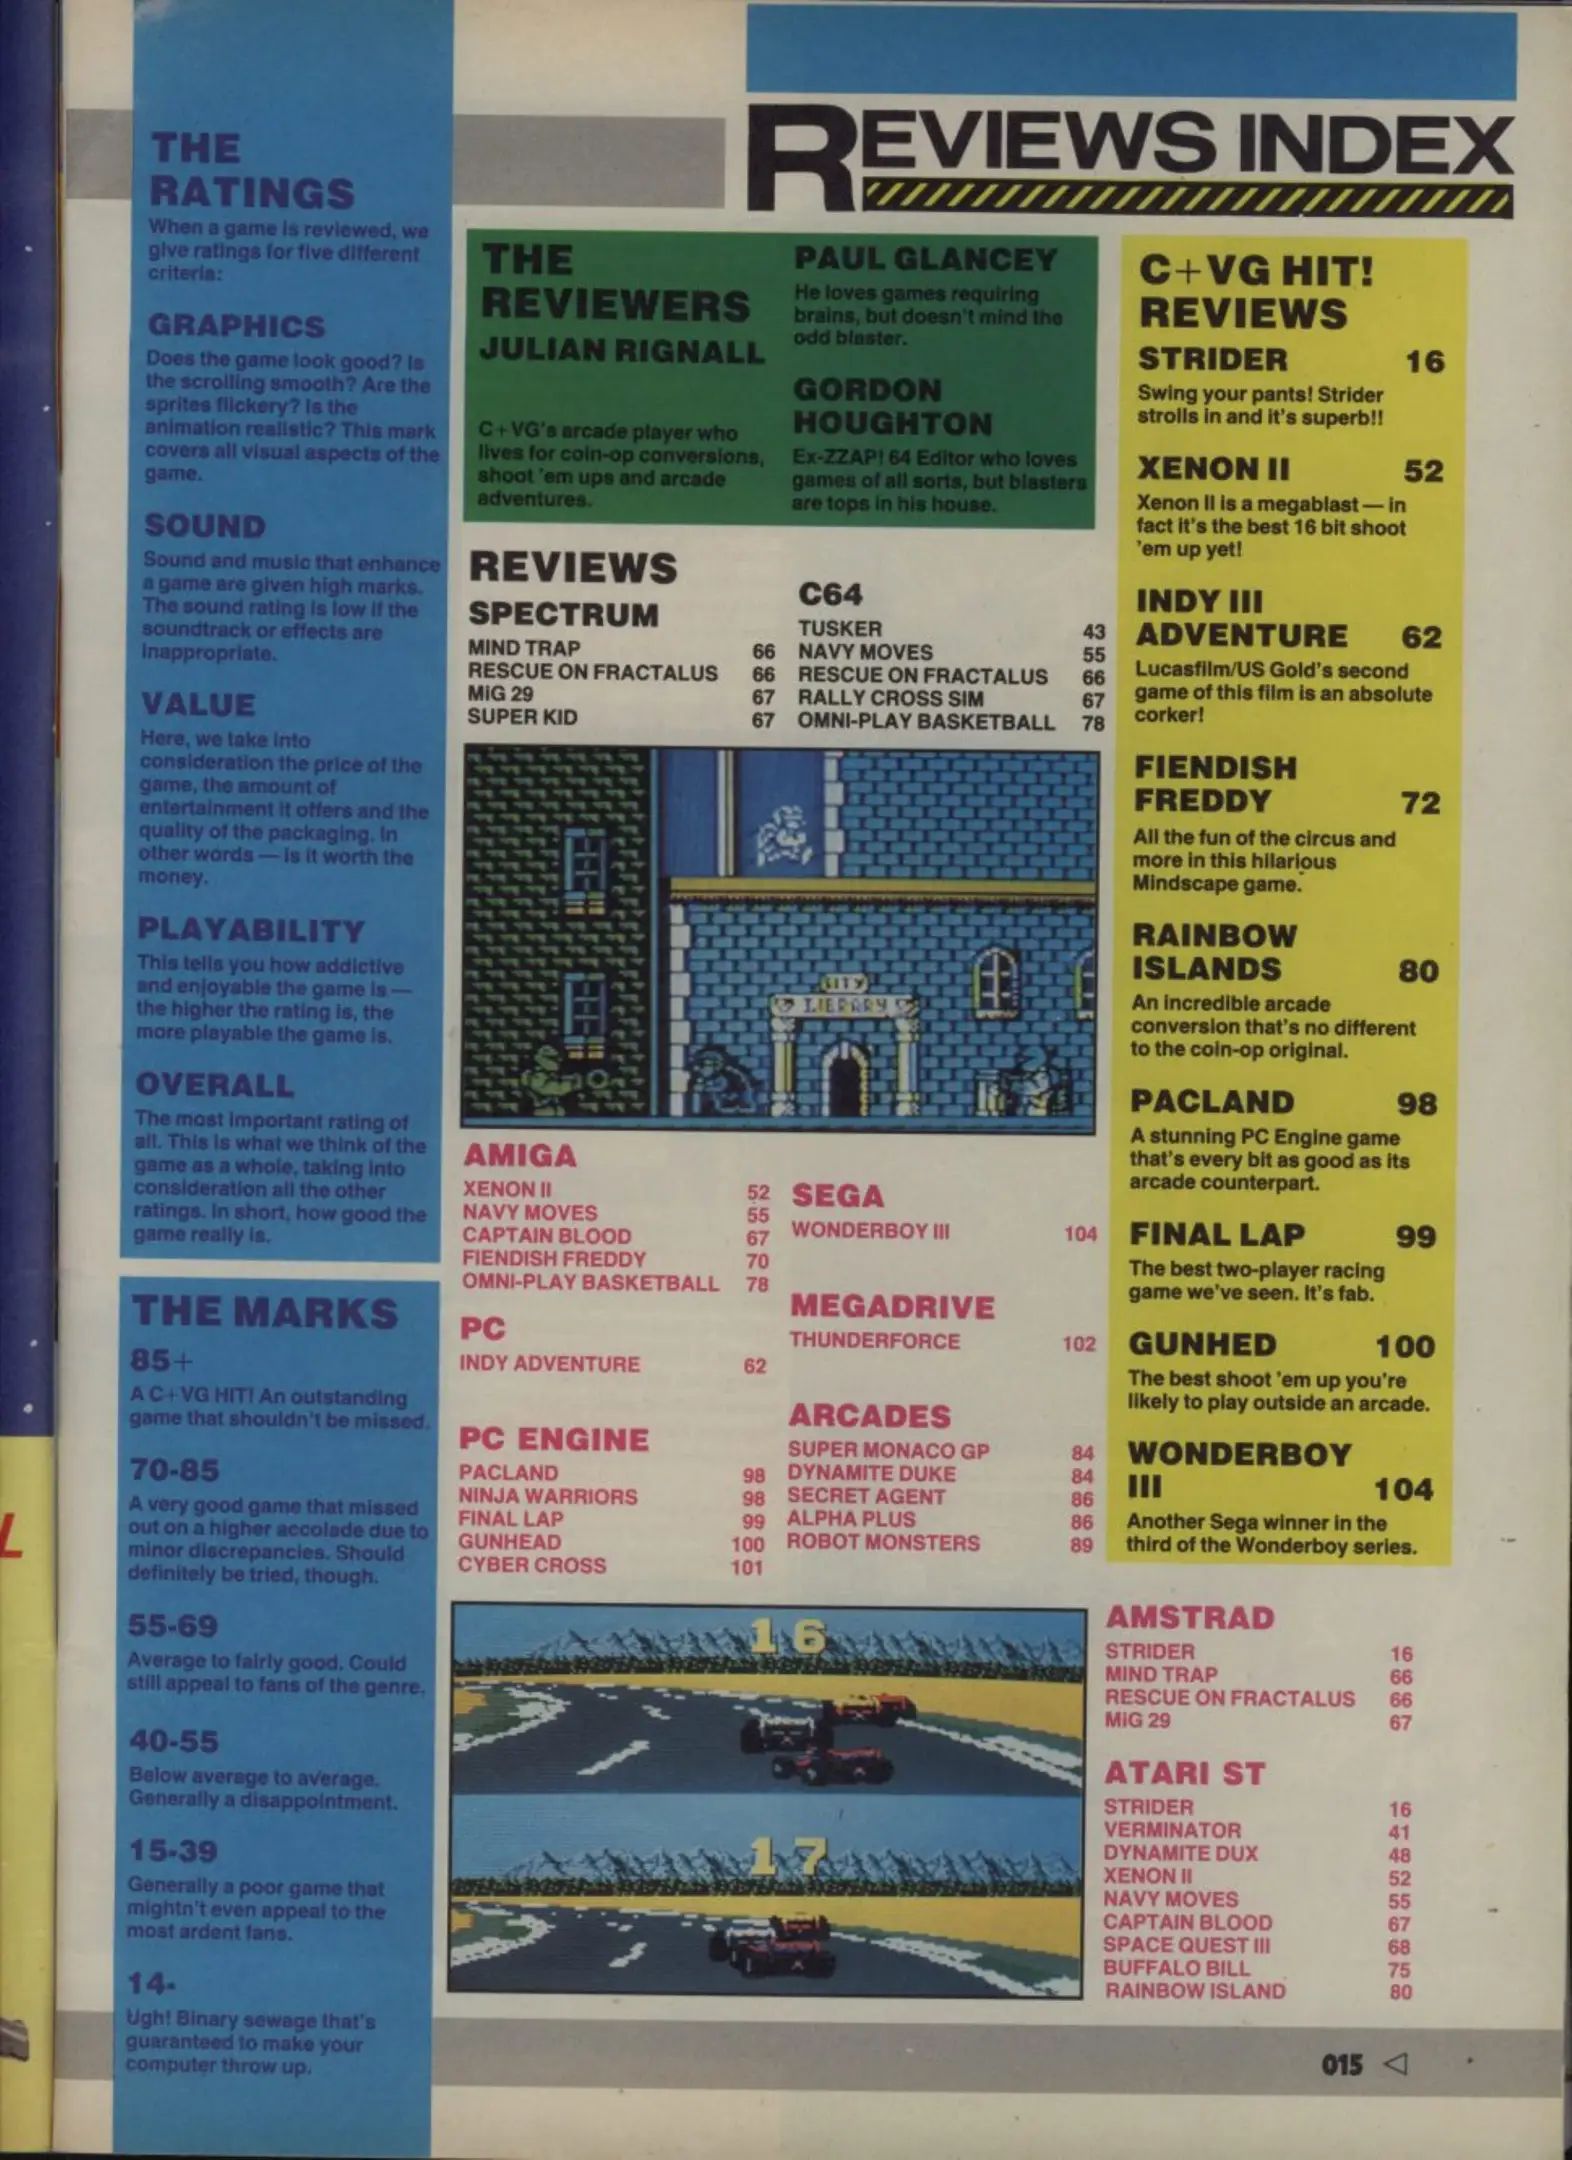 THE
RATINGS
When a game is reviewed, we
give ratings for five different
criteria:
GRAPHICS
Does the game look good? Is
the scrolling smooth? Are the
sprites flickery? Is the
animation realistic? This mark
covers all visual aspects of the
game.
SOUND
Sound and music that enhance
a game are given high marks.
The sound rating is low if the
soundtrack or effects are
inappropriate.
VALUE
Here, we take into
consideration the price of the
game, the amount of
entertainment it offers and the
quality of the packaging. In
other words — is it worth the
money.
PLAYABILITY
This tells you how addictive
and enjoyable the game is —
the higher the rating is, the
more playable the game is.
OVERALL
The most important rating of
all. This is what we think of the
game as a whole, taking into
consideration all the other
ratings. In short, how good the
game really is.
THE MARKS
85+
A C+VG HIT! An outstanding
game that shouldn't be missed.
70-85
A very good game that missed
out on a higher accolade due to
minor discrepancies. Should
definitely be tried, though.
55-69
Average to fairly good. Could
still appeal to fans of the genre.
40-55
Below average to average.
Generally a disappointment.
15-39
Generally a poor game that
mightn't even appeal to the
most ardent fans.
14-
Ugh! Binary sewage that's
guaranteed to make your
computer throw up.
REVIEWS INDEX
THE
REVIEWERS
JULIAN RIGNALL
C+VG's arcade player who
lives for coin-op conversions,
shoot 'em ups and arcade
adventures.
PAUL GLANCEY
He loves games requiring
brains, but doesn't mind the
odd blaster.
GORDON
HOUGHTON
Ex-ZZAP! 64 Editor who loves
games of all sorts, but blasters
are tops in his house.
REVIEWS
SPECTRUM
MIND TRAP 66
RESCUE ON FRACTALUS 66
MiG 29 67
SUPER KID 67
C64
TUSKER 43
NAVY MOVES 55
RESCUE ON FRACTALUS 66
RALLY CROSS SIM 67
OMNI-PLAY BASKETBALL 78
CITY
LIBRARY
AMIGA
XENON II 52
NAVY MOVES 55
CAPTAIN BLOOD 67
FIENDISH FREDDY 70
OMNI-PLAY BASKETBALL 78
PC
INDY ADVENTURE 62
PC ENGINE
PACLAND 98
NINJA WARRIORS 98
FINAL LAP 99
GUNHEAD 100
CYBER CROSS 101
SEGA
WONDERBOY III 104
MEGADRIVE
THUNDERFORCE 102
ARCADES
SUPER MONACO GP 84
DYNAMITE DUKE 84
SECRET AGENT 86
ALPHA PLUS 86
ROBOT MONSTERS 89
16
17
C+VG HIT!
REVIEWS
STRIDER 16
Swing your pants! Strider
strolls in and it's superb!!
XENON II 52
Xenon II is a megablast — in
fact it's the best 16 bit shoot
'em up yet!
INDY III
ADVENTURE 62
Lucasfilm/US Gold's second
game of this film is an absolute
corker!
FIENDISH
FREDDY 72
All the fun of the circus and
more in this hilarious
Mindscape game.
RAINBOW
ISLANDS 80
An incredible arcade
conversion that's no different
to the coin-op original.
PACLAND 98
A stunning PC Engine game
that's every bit as good as its
arcade counterpart.
FINAL LAP 99
The best two-player racing
game we've seen. It's fab.
GUNHED 100
The best shoot 'em up you're
likely to play outside an arcade.
WONDERBOY
III 104
Another Sega winner in the
third of the Wonderboy series.
AMSTRAD
STRIDER 16
MIND TRAP 66
RESCUE ON FRACTALUS 66
MiG 29 67
ATARI ST
STRIDER 16
VERMINATOR 41
DYNAMITE DUX 48
XENON II 52
NAVY MOVES 55
CAPTAIN BLOOD 67
SPACE QUEST III 68
BUFFALO BILL 75
RAINBOW ISLAND 80
015
L